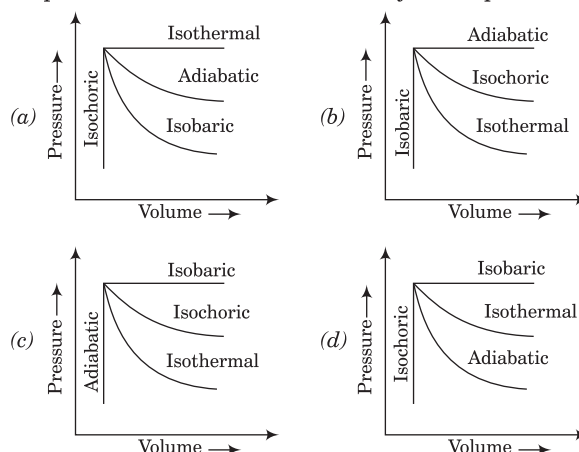 Isothermal
Adiabatic
Isobaric
Isochoric
Pressure
(a)
Volume
Adiabatic
Isochoric
Isothermal
Isobaric
Pressure
(b)
Volume
Isobaric
Isochoric
Isothermal
Adiabatic
Pressure
(c)
Volume
Isobaric
Isothermal
Adiabatic
Isochoric
Pressure
(d)
Volume